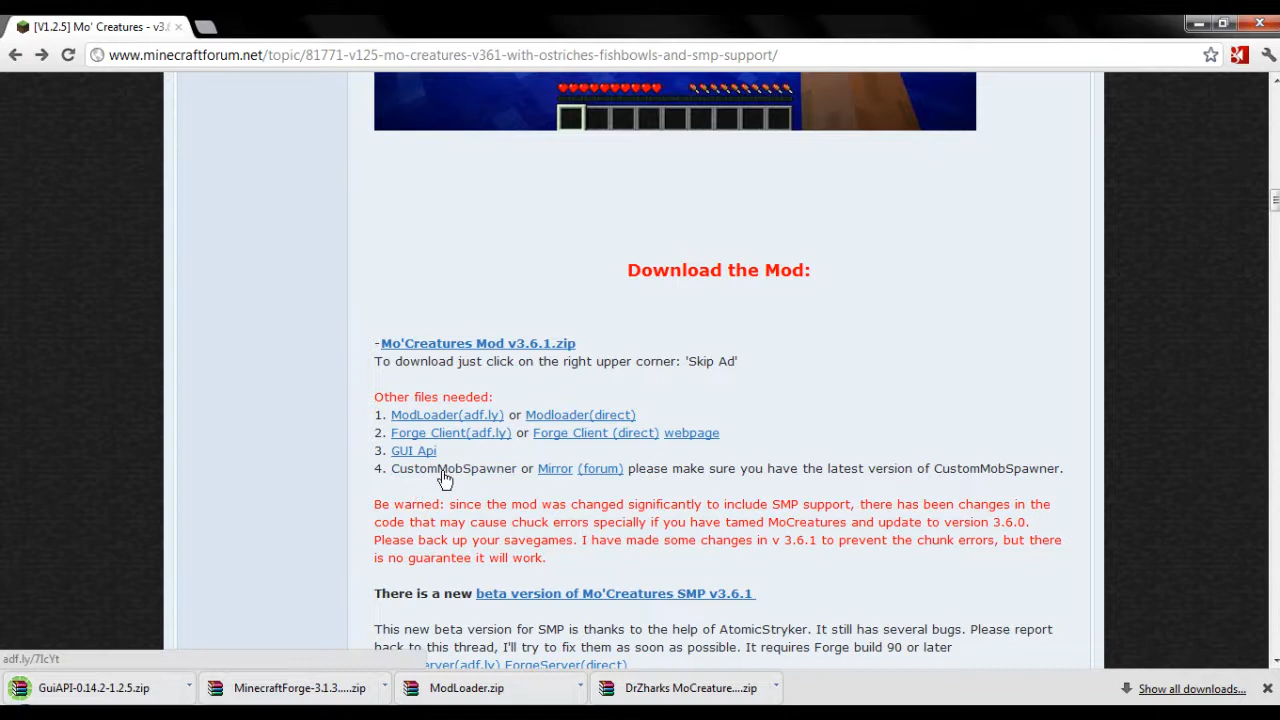 [V1.2.5] Mo' Creatures - v3.6
www.minecraftforum.net/topic/81771-v125-mo-creatures-v361-with-ostriches-fishbowls-and-smp-support/
Download the Mod:
-Mo'Creatures Mod v3.6.1.zip
To download just click on the right upper corner: 'Skip Ad'
Other files needed:
1. ModLoader(adf.ly) or Modloader(direct)
2. Forge Client(adf.ly) or Forge Client (direct) webpage
3. GUI Api
4. CustomMobSpawner or Mirror (forum) please make sure you have the latest version of CustomMobSpawner.
Be warned: since the mod was changed significantly to include SMP support, there has been changes in the
code that may cause chuck errors specially if you have tamed MoCreatures and update to version 3.6.0.
Please back up your savegames. I have made some changes in v 3.6.1 to prevent the chunk errors, but there
is no guarantee it will work.
There is a new beta version of Mo'Creatures SMP v3.6.1
This new beta version for SMP is thanks to the help of AtomicStryker. It still has several bugs. Please report
back to this thread, I'll try to fix them as soon as possible. It requires Forge build 90 or later
erver(adf.ly) ForgeServer(direct)
adf.ly/7IcYt
GuiAPI-0.14.2-1.2.5.zip
MinecraftForge-3.1.3....zip
ModLoader.zip
DrZharks MoCreature....zip
Show all downloads...